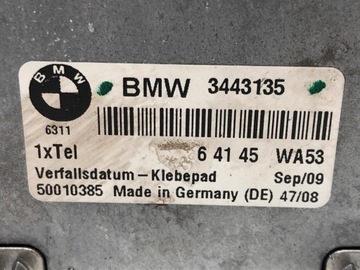 BMW
BMW 3443135
6311
1xTel 6 41 45 WA53
Verfallsdatum – Klebepad Sep/09
50010385 Made in Germany (DE) 47/08